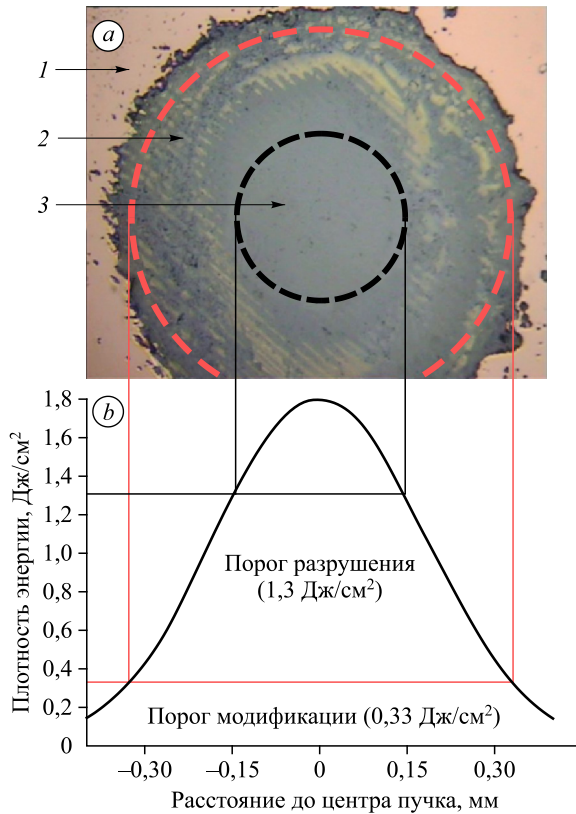 a
1
2
3
b
1,8
1,6
1,4
1,2
1,0
0,8
0,6
0,4
0,2
0
Плотность энергии, Дж/см²
Порог разрушения
(1,3 Дж/см²)
Порог модификации (0,33 Дж/см²)
–0,30 –0,15 0 0,15 0,30
Расстояние до центра пучка, мм